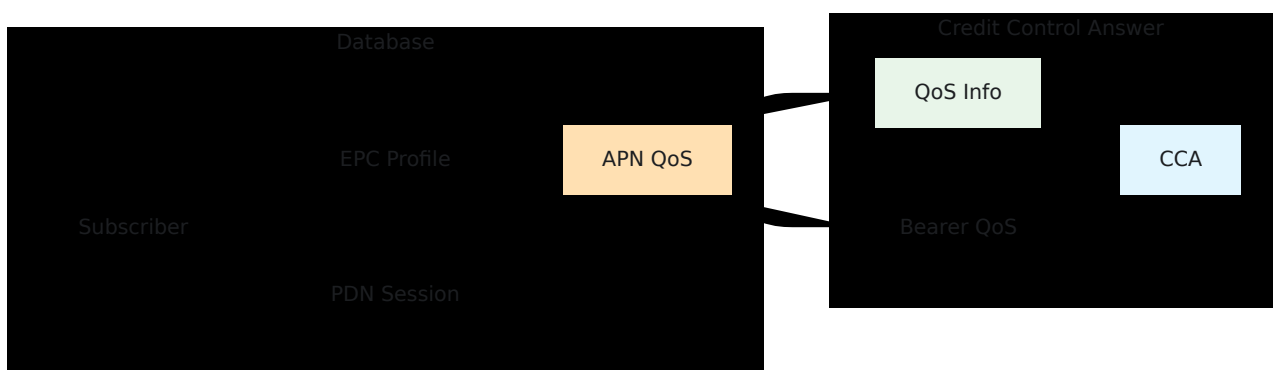 Database
EPC Profile
APN QoS
Subscriber
PDN Session
Credit Control Answer
QoS Info
CCA
Bearer QoS